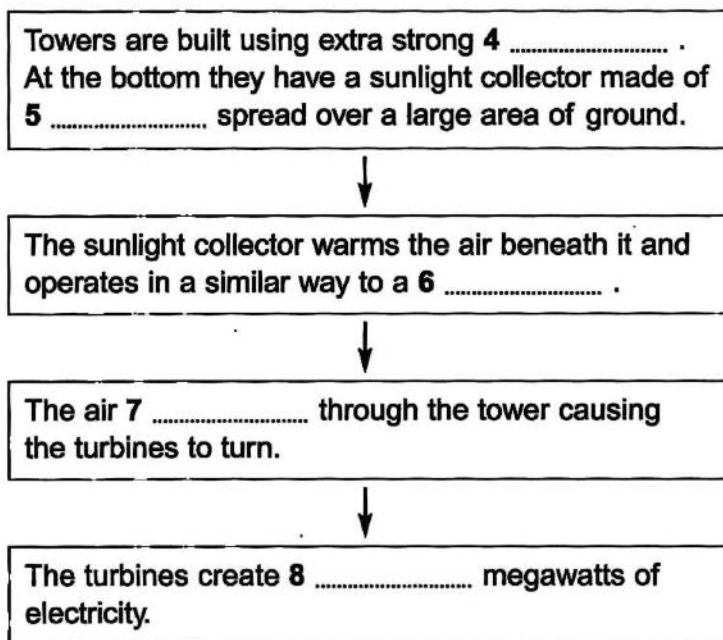 Towers are built using extra strong 4 .............................. .
At the bottom they have a sunlight collector made of
5 .............................. spread over a large area of ground.
The sunlight collector warms the air beneath it and
operates in a similar way to a 6 .............................. .
The air 7 .............................. through the tower causing
the turbines to turn.
The turbines create 8 .............................. megawatts of
electricity.